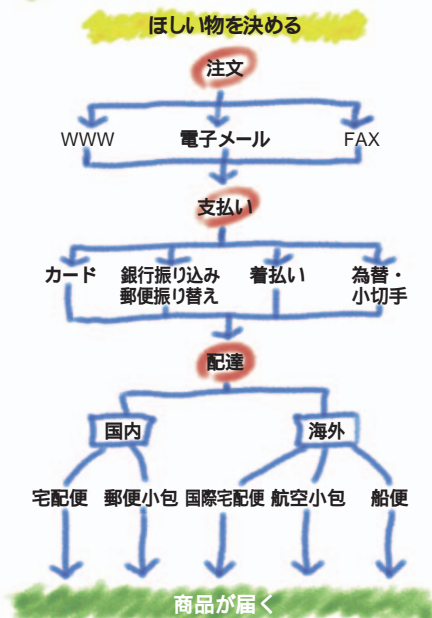 ほしい物を決める
注文
WWW 電子メール FAX
支払い
カード 銀行振り込み 着払い 為替・
郵便振り替え 小切手
配達
国内 海外
宅配便 郵便小包 国際宅配便 航空小包 船便
商品が届く